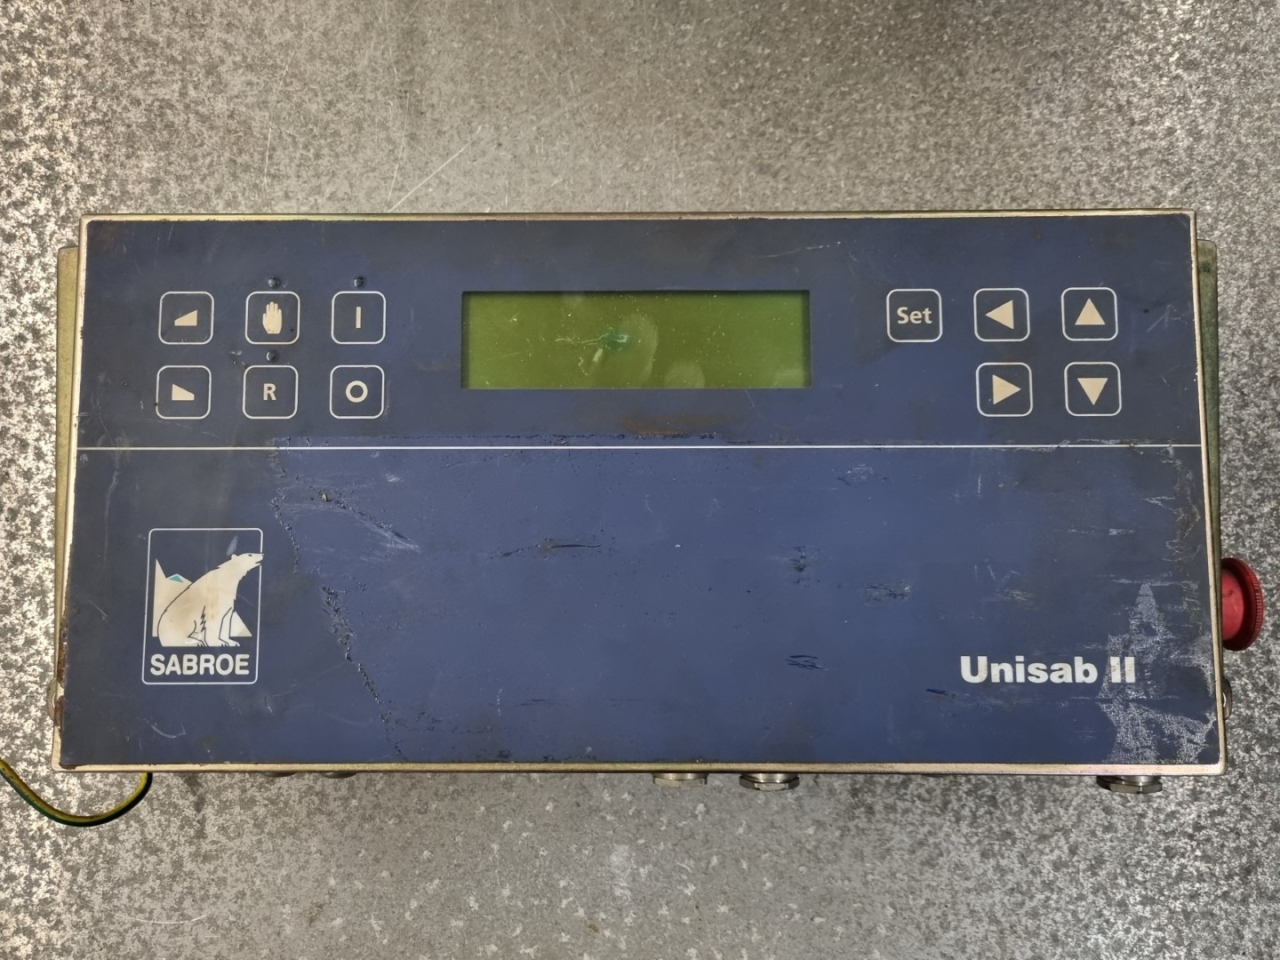 Set
R
SABROE
Unisab II